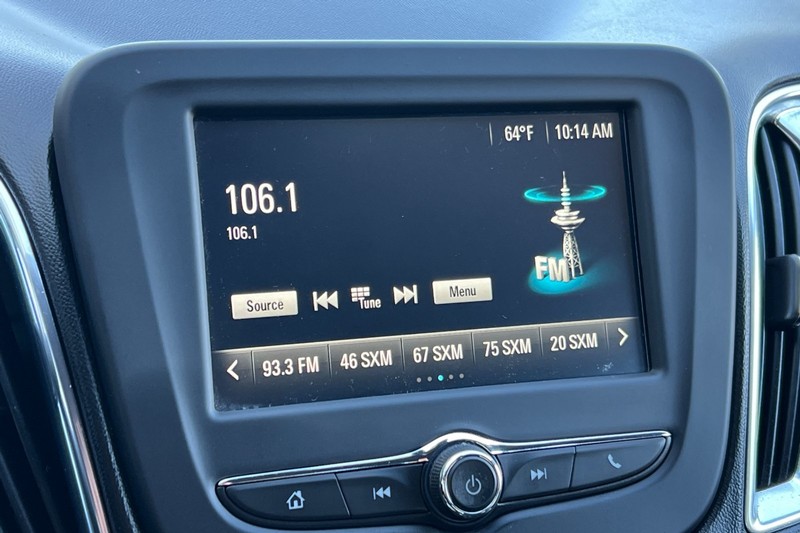 64°F 10:14 AM
106.1
106.1
FM
Source Tune Menu
93.3 FM 46 SXM 67 SXM 75 SXM 20 SXM